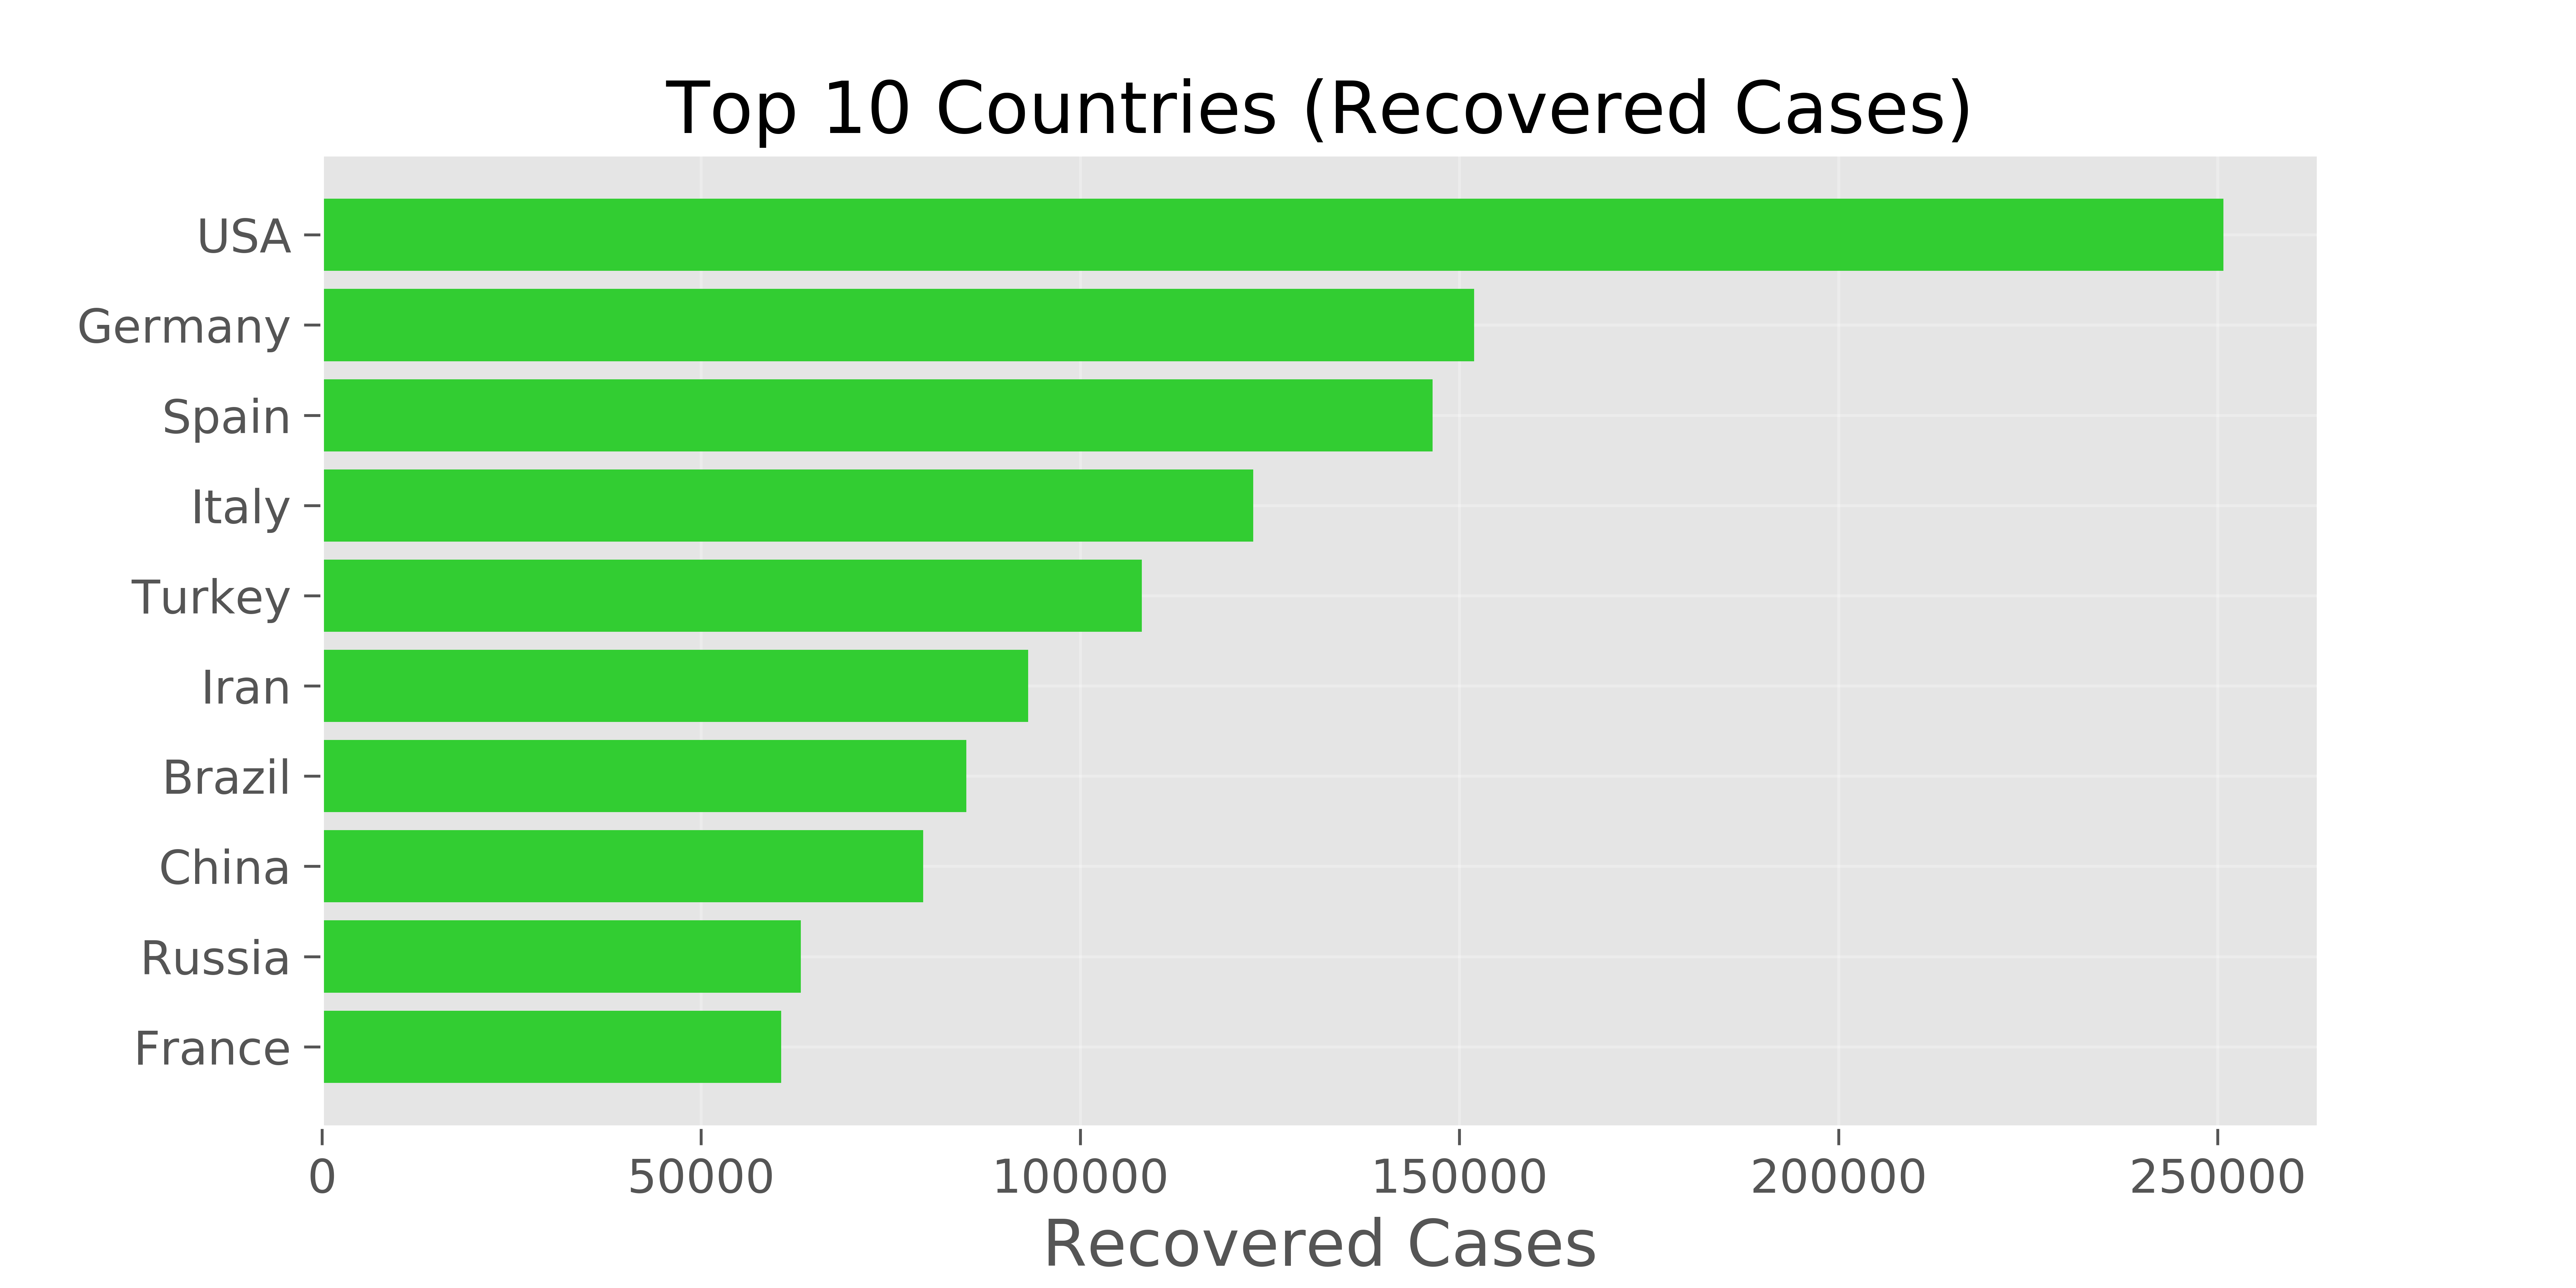 Top 10 Countries (Recovered Cases)
USA
Germany
Spain
Italy
Turkey
Iran
Brazil
China
Russia
France
0 50000 100000 150000 200000 250000
Recovered Cases